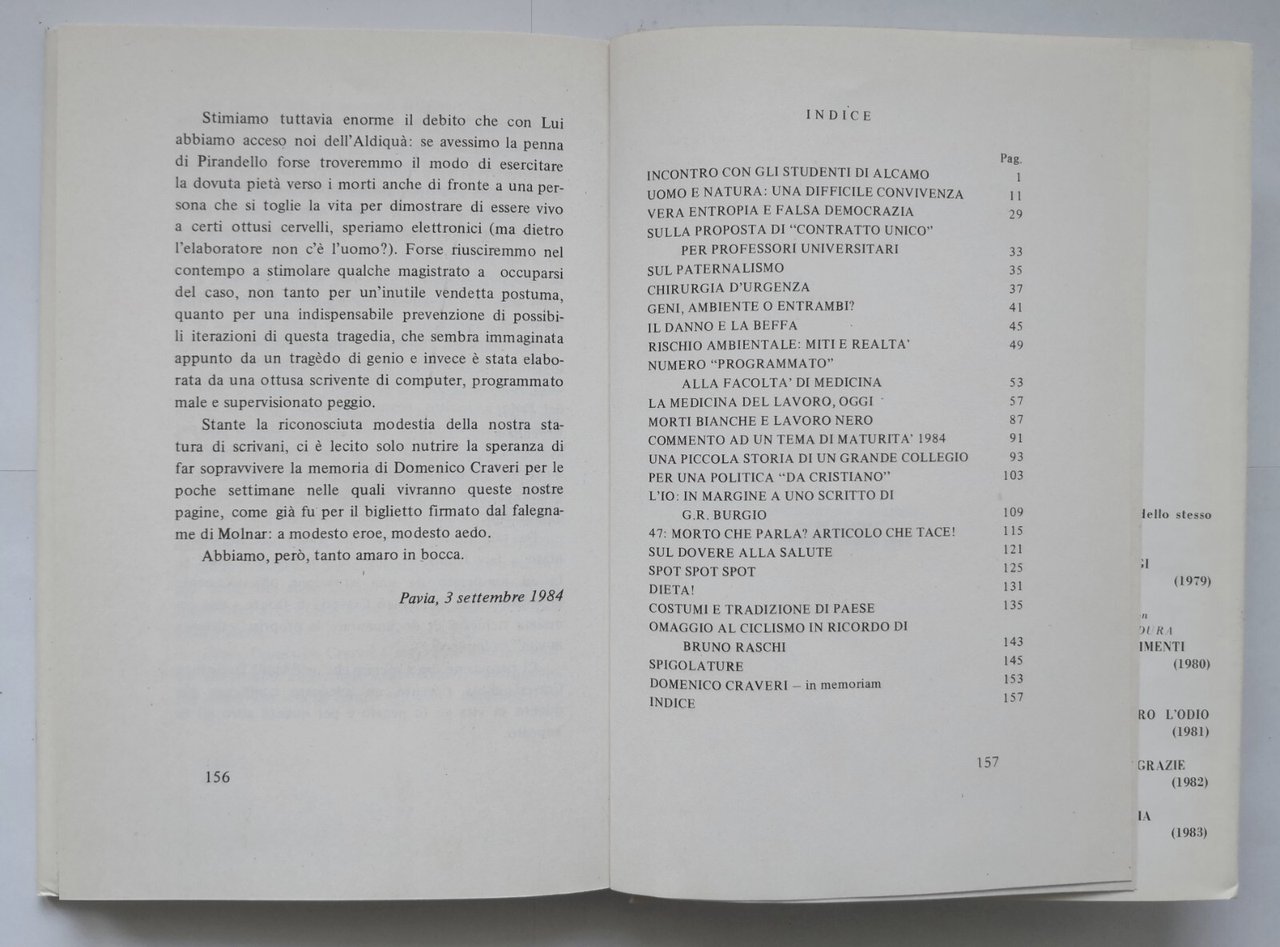 Stimiamo tuttavia enorme il debito che con Lui
abbiamo acceso noi dell'Aldiquà: se avessimo la penna
di Pirandello forse troveremmo il modo di esercitare
la dovuta pietà verso i morti anche di fronte a una per-
sona che si toglie la vita per dimostrare di essere vivo
a certi ottusi cervelli, speriamo elettronici (ma dietro
l'elaboratore non c'è l'uomo?). Forse riusciremmo nel
contempo a stimolare qualche magistrato a occuparsi
del caso, non tanto per un'inutile vendetta postuma,
quanto per una indispensabile prevenzione di possibi-
li iterazioni di questa tragedia, che sembra immaginata
appunto da un tragèdo di genio e invece è stata elabo-
rata da una ottusa scrivente di computer, programmato
male e supervisionato peggio.
Stante la riconosciuta modestia della nostra sta-
tura di scrivani, ci è lecito solo nutrire la speranza di
far sopravvivere la memoria di Domenico Craveri per le
poche settimane nelle quali vivranno queste nostre
pagine, come già fu per il biglietto firmato dal falegna-
me di Molnar: a modesto eroe, modesto aedo.
Abbiamo, però, tanto amaro in bocca.
Pavia, 3 settembre 1984
156
INDICE
Pag.
INCONTRO CON GLI STUDENTI DI ALCAMO 1
UOMO E NATURA: UNA DIFFICILE CONVIVENZA 11
VERA ENTROPIA E FALSA DEMOCRAZIA 29
SULLA PROPOSTA DI “CONTRATTO UNICO”
PER PROFESSORI UNIVERSITARI 33
SUL PATERNALISMO 35
CHIRURGIA D'URGENZA 37
GENI, AMBIENTE O ENTRAMBI? 41
IL DANNO E LA BEFFA 45
RISCHIO AMBIENTALE: MITI E REALTA' 49
NUMERO “PROGRAMMATO”
ALLA FACOLTA' DI MEDICINA 53
LA MEDICINA DEL LAVORO, OGGI 57
MORTI BIANCHE E LAVORO NERO 87
COMMENTO AD UN TEMA DI MATURITA' 1984 91
UNA PICCOLA STORIA DI UN GRANDE COLLEGIO 93
PER UNA POLITICA “DA CRISTIANO” 103
L'IO: IN MARGINE A UNO SCRITTO DI
G.R. BURGIO 109
47: MORTO CHE PARLA? ARTICOLO CHE TACE! 115
SUL DOVERE ALLA SALUTE 121
SPOT SPOT SPOT 125
DIETA! 131
COSTUMI E TRADIZIONE DI PAESE 135
OMAGGIO AL CICLISMO IN RICORDO DI
BRUNO RASCHI 143
SPIGOLATURE 145
DOMENICO CRAVERI – in memoriam 153
INDICE 157
157
dello stesso
GI
(1979)
on
DURA
IMENTI
(1980)
RO L'ODIO
(1981)
GRAZIE
(1982)
IA
(1983)